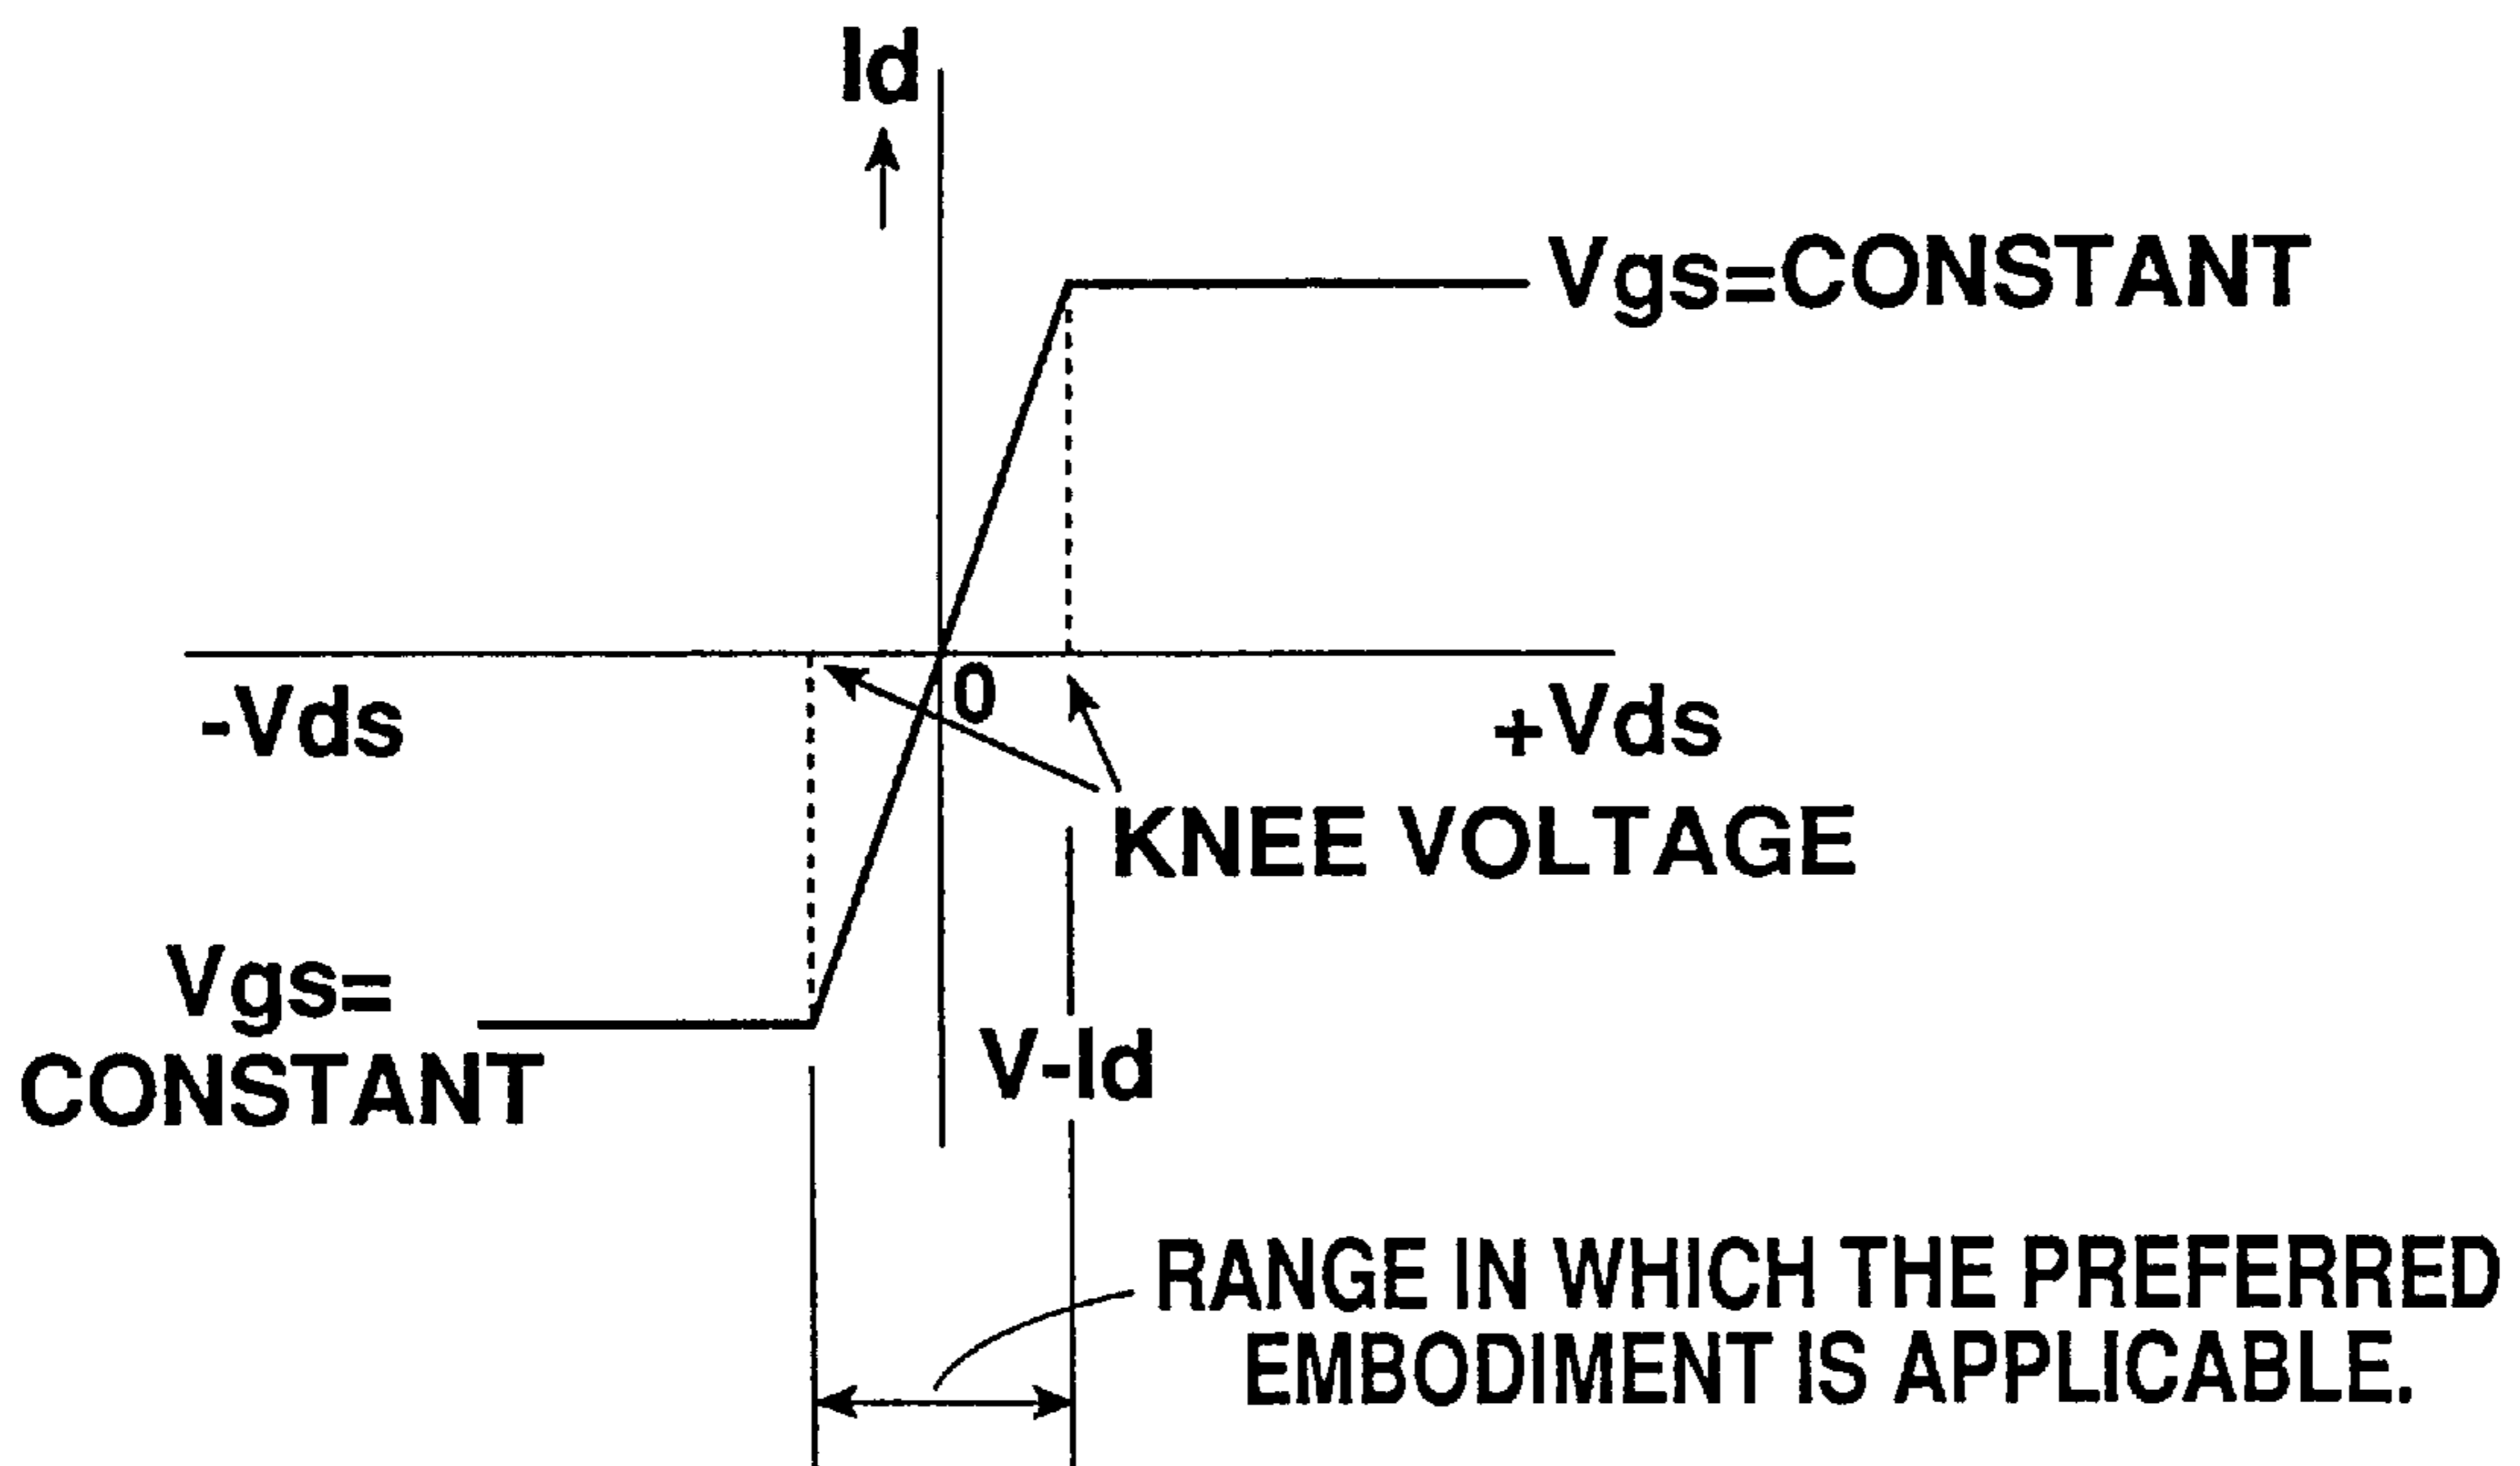 Id
Vgs=CONSTANT
0
-Vds
+Vds
KNEE VOLTAGE
Vgs=
CONSTANT
V-Id
RANGE IN WHICH THE PREFERRED
EMBODIMENT IS APPLICABLE.